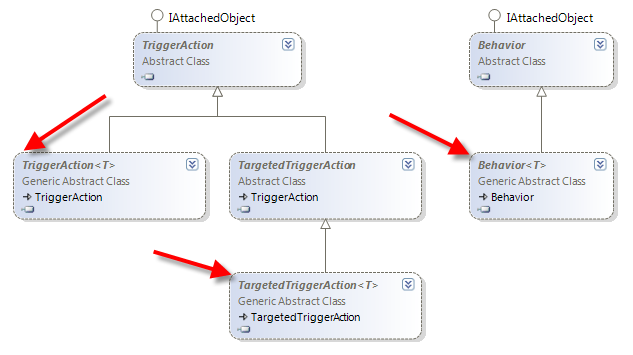 IAttachedObject
IAttachedObject
TriggerAction
Abstract Class
Behavior
Abstract Class
TriggerAction<T>
Generic Abstract Class
TriggerAction
TargetedTriggerAction
Abstract Class
TriggerAction
Behavior<T>
Generic Abstract Class
Behavior
TargetedTriggerAction<T>
Generic Abstract Class
TargetedTriggerAction